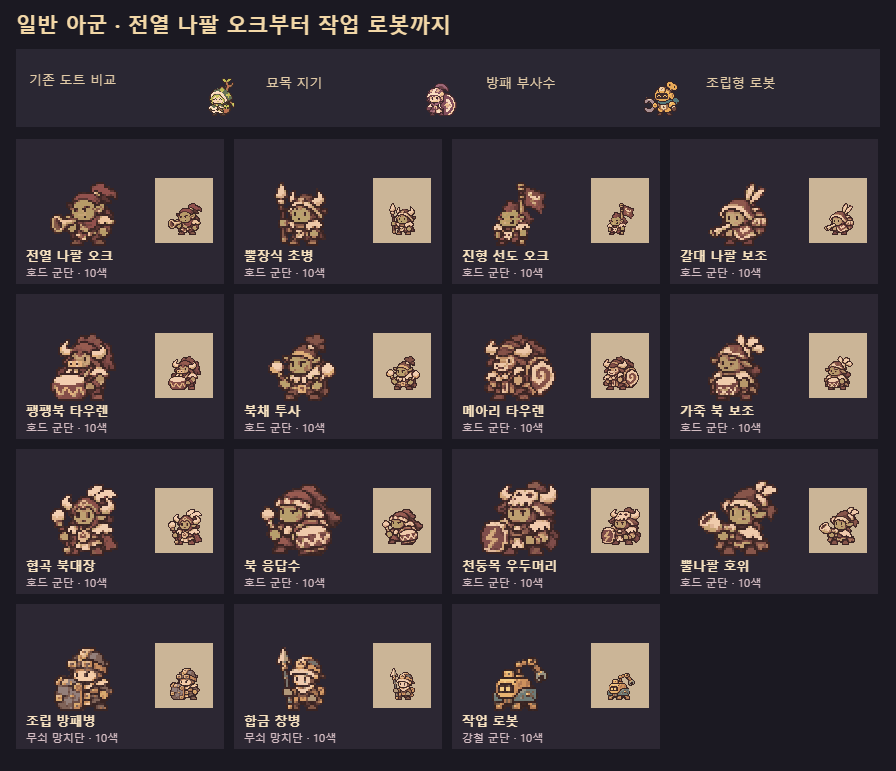 일반 아군 · 전열 나팔 오크부터 작업 로봇까지
기존 도트 비교
묘목 지기
방패 부사수
조립형 로봇
전열 나팔 오크
호드 군단 · 10색
뿔장식 초병
호드 군단 · 10색
진형 선도 오크
호드 군단 · 10색
갈대 나팔 보조
호드 군단 · 10색
쌍쌍북 타우렌
호드 군단 · 10색
북채 투사
호드 군단 · 10색
메아리 타우렌
호드 군단 · 10색
가죽 북 보조
호드 군단 · 10색
협곡 북대장
호드 군단 · 10색
북 응답수
호드 군단 · 10색
천둥목 우두머리
호드 군단 · 10색
뿔나팔 호위
호드 군단 · 10색
조립 방패병
무쇠 망치단 · 10색
합금 창병
무쇠 망치단 · 10색
작업 로봇
강철 군단 · 10색